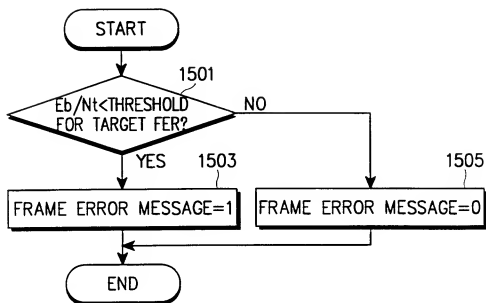 START
1501
Eb/Nt<THRESHOLD
FOR TARGET FER?
NO
YES
1503
1505
FRAME ERROR MESSAGE=1
FRAME ERROR MESSAGE=0
END